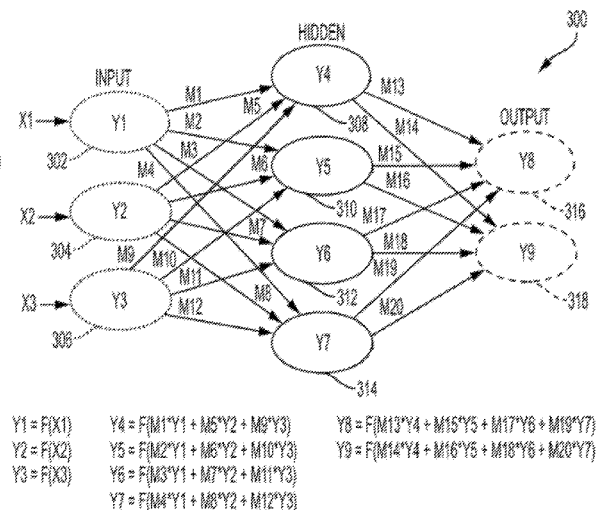 300
HIDDEN
INPUT
OUTPUT
X1
Y1
302
X2
Y2
304
X3
Y3
306
M1
M2
M3
M4
M5
M6
M7
M8
M9
M10
M11
M12
Y4
308
Y5
310
Y6
312
Y7
314
M13
M14
M15
M16
M17
M18
M19
M20
Y8
316
Y9
318
Y1 = F(X1) Y4 = F(M1*Y1 + M5*Y2 + M9*Y3) Y8 = F(M13*Y4 + M15*Y5 + M17*Y6 + M19*Y7)
Y2 = F(X2) Y5 = F(M2*Y1 + M6*Y2 + M10*Y3) Y9 = F(M14*Y4 + M16*Y5 + M18*Y6 + M20*Y7)
Y3 = F(X3) Y6 = F(M3*Y1 + M7*Y2 + M11*Y3)
Y7 = F(M4*Y1 + M8*Y2 + M12*Y3)